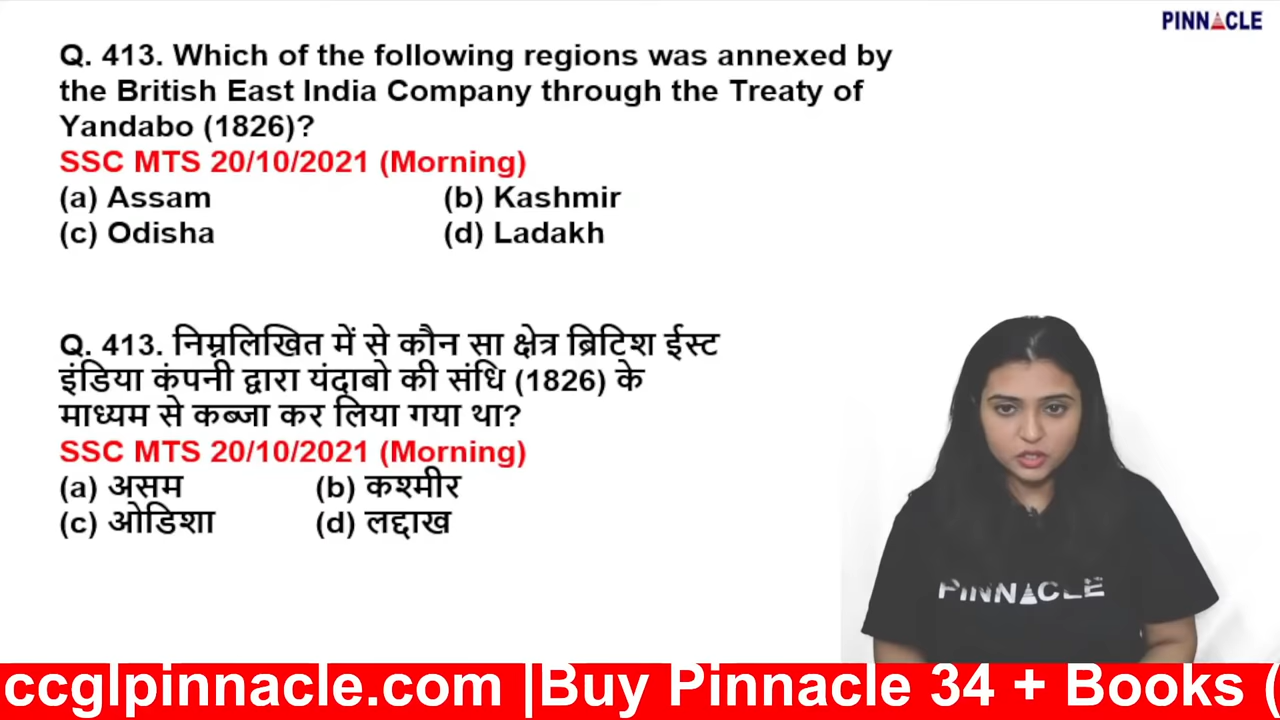 PINNACLE
Q. 413. Which of the following regions was annexed by
the British East India Company through the Treaty of
Yandabo (1826)?
SSC MTS 20/10/2021 (Morning)
(a) Assam (b) Kashmir
(c) Odisha (d) Ladakh
Q. 413. निम्नलिखित में से कौन सा क्षेत्र ब्रिटिश ईस्ट
इंडिया कंपनी द्वारा यंदाबो की संधि (1826) के
माध्यम से कब्जा कर लिया गया था?
SSC MTS 20/10/2021 (Morning)
(a) असम (b) कश्मीर
(c) ओडिशा (d) लद्दाख
PINNACLE
ccglpinnacle.com |Buy Pinnacle 34 + Books (